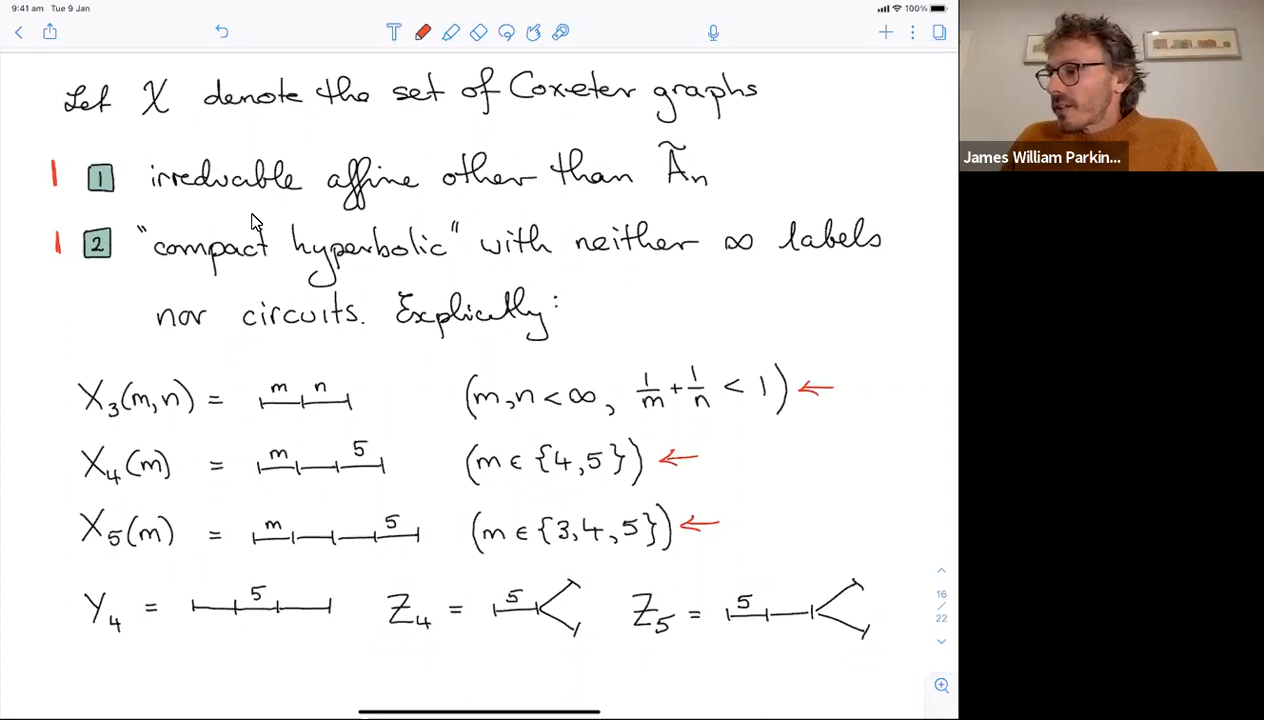 9:41 am Tue 9 Jan
100%
Let X denote the set of Coxeter graphs
1 irreducible affine other than Ãn
2 "compact hyperbolic" with neither ∞ labels
nor circuits. Explicitly:
X₃(m,n) = m n (m,n < ∞, 1/m + 1/n < 1) ←
X₄(m) = m 5 (m ∈ {4,5}) ←
X₅(m) = m 5 (m ∈ {3,4,5}) ←
Y₄ = 5 Z₄ = 5 Z₅ = 5
16
/
22
James William Parkin...